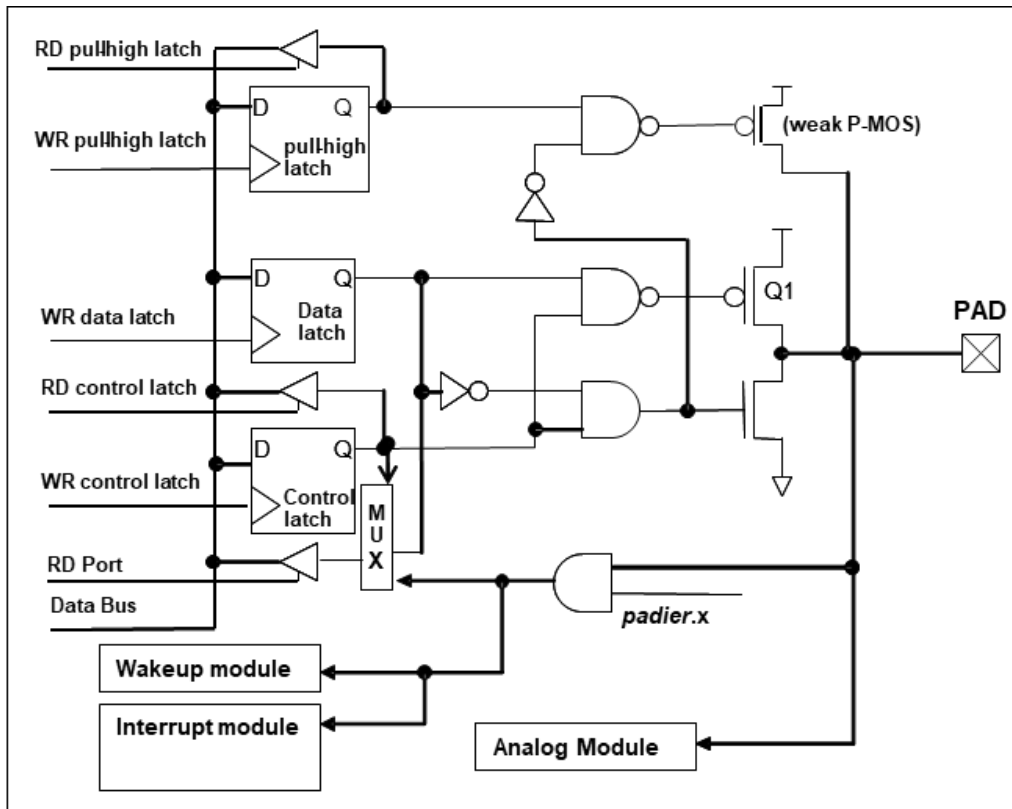 RD pull-high latch
D Q
WR pull-high latch
pull-high
latch
(weak P-MOS)
D Q
Data
latch
WR data latch
Q1
PAD
RD control latch
D Q
WR control latch
Control
latch
MUX
RD Port
Data Bus
padier.x
Wakeup module
Interrupt module
Analog Module